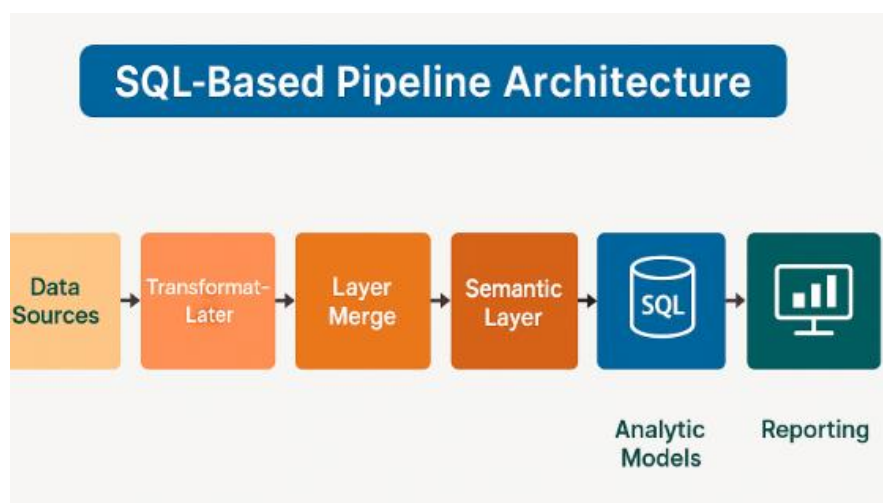 SQL-Based Pipeline Architecture
Data
Sources
Transformat-
Later
Layer
Merge
Semantic
Layer
SQL
Analytic
Models
Reporting